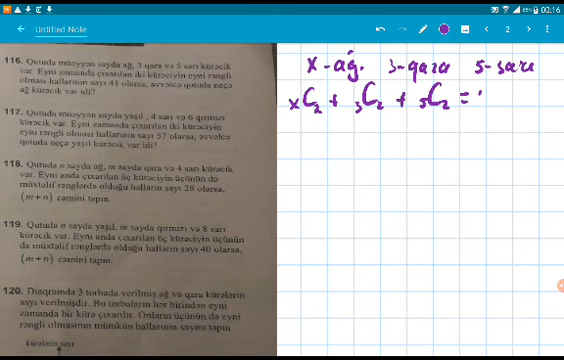 00:16
Untitled Note
2
116. Qutuda müəyyən sayda ağ, 3 qara və 5 sarı kürəcik
var. Eyni zamanda çıxarılan iki kürəciyin eyni rəngli
olması hallarının sayı 41 olarsa, əvvəlcə qutuda neçə
ağ kürəcik var idi?
117. Qutuda müəyyən sayda yaşıl, 4 sarı və 6 qırmızı
kürəcik var. Eyni zamanda çıxarılan iki kürəciyin
eyni rəngli olması hallarının sayı 57 olarsa, əvvəlcə
qutuda neçə yaşıl kürəcik var idi?
118. Qutuda n sayda ağ, m sayda qara və 4 sarı kürəcik
var. Eyni anda çıxarılan üç kürəciyin üçünün də
müxtəlif rənglərdə olduğu halların sayı 28 olarsa,
(m+n) cəmini tapın.
119. Qutuda n sayda yaşıl, m sayda qırmızı və 8 sarı
kürəcik var. Eyni anda çıxarılan üç kürəciyin üçünün
də müxtəlif rənglərdə olduğu halların sayı 40 olarsa,
(m+n) cəmini tapın.
120. Diaqramda 3 torbada verilmiş ağ və qara kürələrin
sayı verilmişdir. Bu torbaların hər birindən eyni
zamanda bir kürə çıxarılır. Onların üçünün də eyni
rəngli olmasının mümkün hallarının sayını tapın.
kürələrin sayı
x-ağ. 3-qara 5-sarı
xC2 + 3C2 + 5C2 =